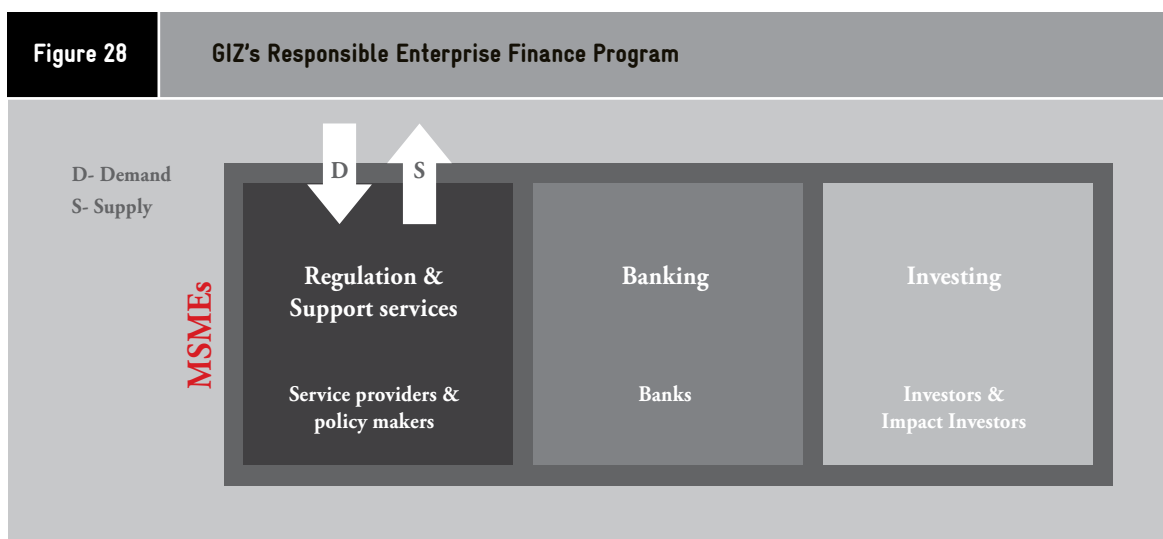 Figure 28
GIZ's Responsible Enterprise Finance Program
D- Demand
S- Supply
D
S
MSMEs
Regulation &
Support services
Service providers &
policy makers
Banking
Banks
Investing
Investors &
Impact Investors